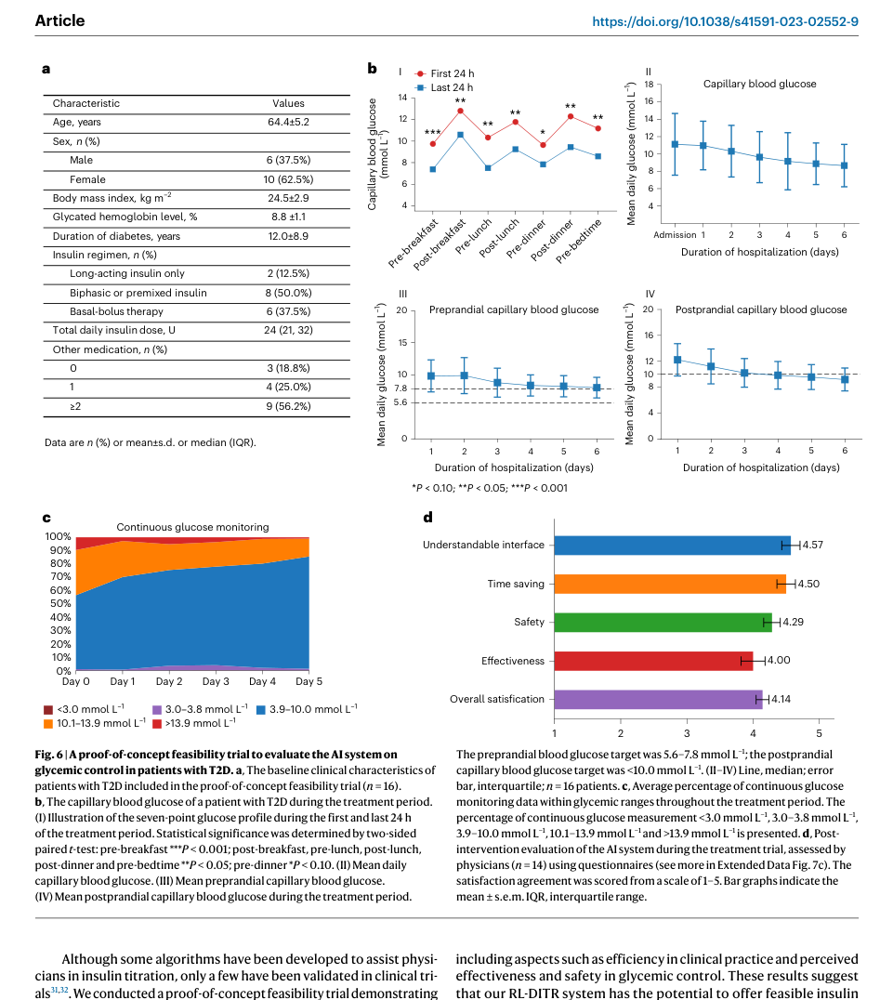 Article
https://doi.org/10.1038/s41591-023-02552-9
a
Characteristic Values
Age, years 64.4±5.2
Sex, n (%)
Male 6 (37.5%)
Female 10 (62.5%)
Body mass index, kg m−2 24.5±2.9
Glycated hemoglobin level, % 8.8 ±1.1
Duration of diabetes, years 12.0±8.9
Insulin regimen, n (%)
Long-acting insulin only 2 (12.5%)
Biphasic or premixed insulin 8 (50.0%)
Basal-bolus therapy 6 (37.5%)
Total daily insulin dose, U 24 (21, 32)
Other medication, n (%)
0 3 (18.8%)
1 4 (25.0%)
≥2 9 (56.2%)
Data are n (%) or mean±s.d. or median (IQR).
b
I
First 24 h
Last 24 h
Capillary blood glucose
(mmol L−1)
14
12
10
8
6
4
*** ** ** ** * ** **
Pre-breakfast
Post-breakfast
Pre-lunch
Post-lunch
Pre-dinner
Post-dinner
Pre-bedtime
II
Capillary blood glucose
Mean daily glucose (mmol L−1)
18
16
14
12
10
8
6
4
Admission 1 2 3 4 5 6
Duration of hospitalization (days)
III
Preprandial capillary blood glucose
Mean daily glucose (mmol L−1)
20
15
10
7.8
5.6
0
1 2 3 4 5 6
Duration of hospitalization (days)
IV
Postprandial capillary blood glucose
Mean daily glucose (mmol L−1)
20
16
12
10
8
4
0
1 2 3 4 5 6
Duration of hospitalization (days)
*P < 0.10; **P < 0.05; ***P < 0.001
c
Continuous glucose monitoring
100%
90%
80%
70%
60%
50%
40%
30%
20%
10%
0%
Day 0 Day 1 Day 2 Day 3 Day 4 Day 5
<3.0 mmol L−1 3.0–3.8 mmol L−1 3.9–10.0 mmol L−1
10.1–13.9 mmol L−1 >13.9 mmol L−1
d
Understandable interface 4.57
Time saving 4.50
Safety 4.29
Effectiveness 4.00
Overall satisfication 4.14
1 2 3 4 5
Fig. 6 | A proof-of-concept feasibility trial to evaluate the AI system on
glycemic control in patients with T2D. a, The baseline clinical characteristics of
patients with T2D included in the proof-of-concept feasibility trial (n = 16).
b, The capillary blood glucose of a patient with T2D during the treatment period.
(I) Illustration of the seven-point glucose profile during the first and last 24 h
of the treatment period. Statistical significance was determined by two-sided
paired t-test: pre-breakfast ***P < 0.001; post-breakfast, pre-lunch, post-lunch,
post-dinner and pre-bedtime **P < 0.05; pre-dinner *P < 0.10. (II) Mean daily
capillary blood glucose. (III) Mean preprandial capillary blood glucose.
(IV) Mean postprandial capillary blood glucose during the treatment period.
The preprandial blood glucose target was 5.6–7.8 mmol L−1; the postprandial
capillary blood glucose target was <10.0 mmol L−1. (II–IV) Line, median; error
bar, interquartile; n = 16 patients. c, Average percentage of continuous glucose
monitoring data within glycemic ranges throughout the treatment period. The
percentage of continuous glucose measurement <3.0 mmol L−1, 3.0–3.8 mmol L−1,
3.9–10.0 mmol L−1, 10.1–13.9 mmol L−1 and >13.9 mmol L−1 is presented. d, Post-
intervention evaluation of the AI system during the treatment trial, assessed by
physicians (n = 14) using questionnaires (see more in Extended Data Fig. 7c). The
satisfaction agreement was scored from a scale of 1–5. Bar graphs indicate the
mean ± s.e.m. IQR, interquartile range.
Although some algorithms have been developed to assist physi-
cians in insulin titration, only a few have been validated in clinical tri-
als31,32. We conducted a proof-of-concept feasibility trial demonstrating
including aspects such as efficiency in clinical practice and perceived
effectiveness and safety in glycemic control. These results suggest
that our RL-DITR system has the potential to offer feasible insulin